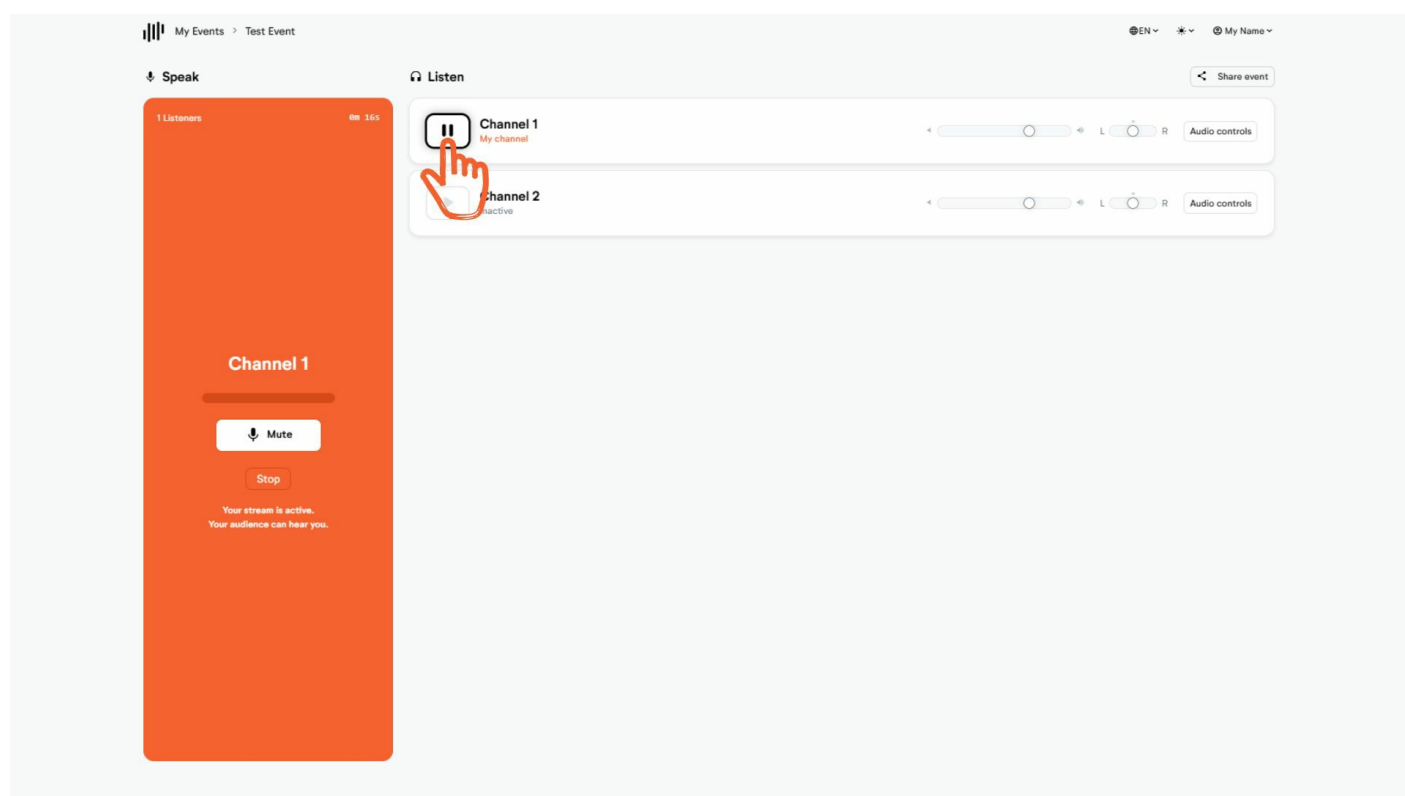 My Events > Test Event
EN
My Name
Speak
Listen
Share event
1 Listeners
0m 16s
Channel 1
My channel
L
R
Audio controls
Channel 2
Inactive
L
R
Audio controls
Channel 1
Mute
Stop
Your stream is active.
Your audience can hear you.